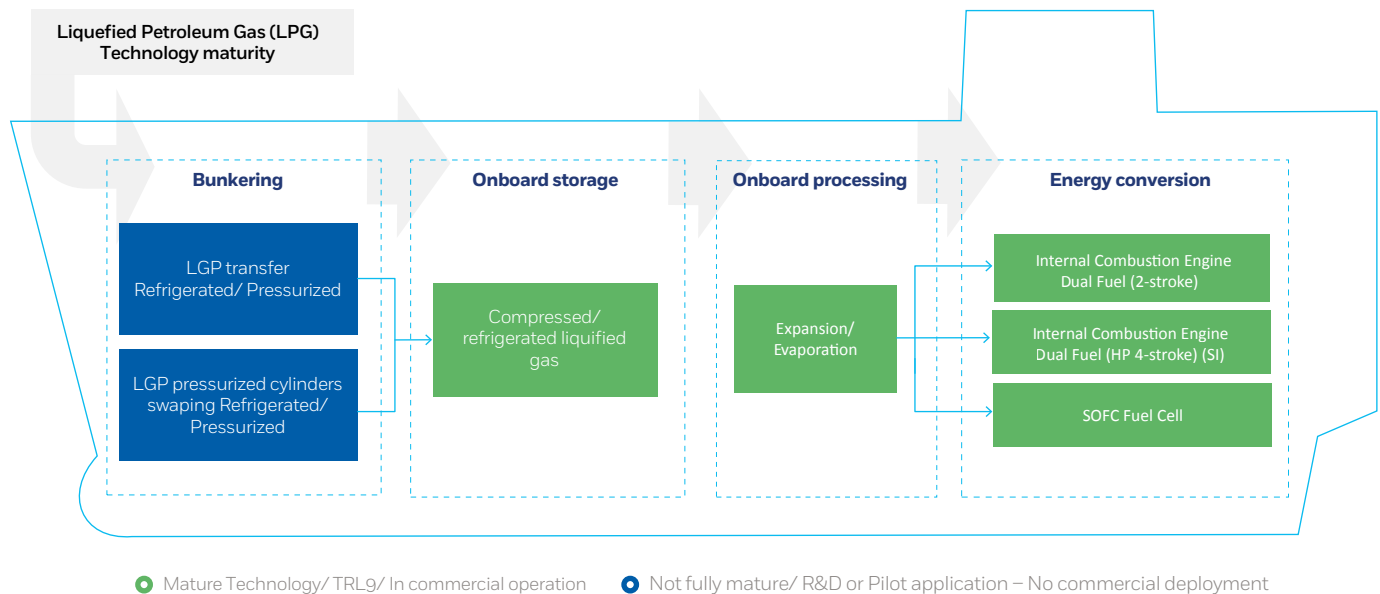 Liquefied Petroleum Gas (LPG)
Technology maturity
Bunkering
LGP transfer
Refrigerated/ Pressurized
LGP pressurized cylinders
swaping Refrigerated/
Pressurized
Onboard storage
Compressed/
refrigerated liquified
gas
Onboard processing
Expansion/
Evaporation
Energy conversion
Internal Combustion Engine
Dual Fuel (2-stroke)
Internal Combustion Engine
Dual Fuel (HP 4-stroke) (SI)
SOFC Fuel Cell
Mature Technology/ TRL9/ In commercial operation
Not fully mature/ R&D or Pilot application – No commercial deployment